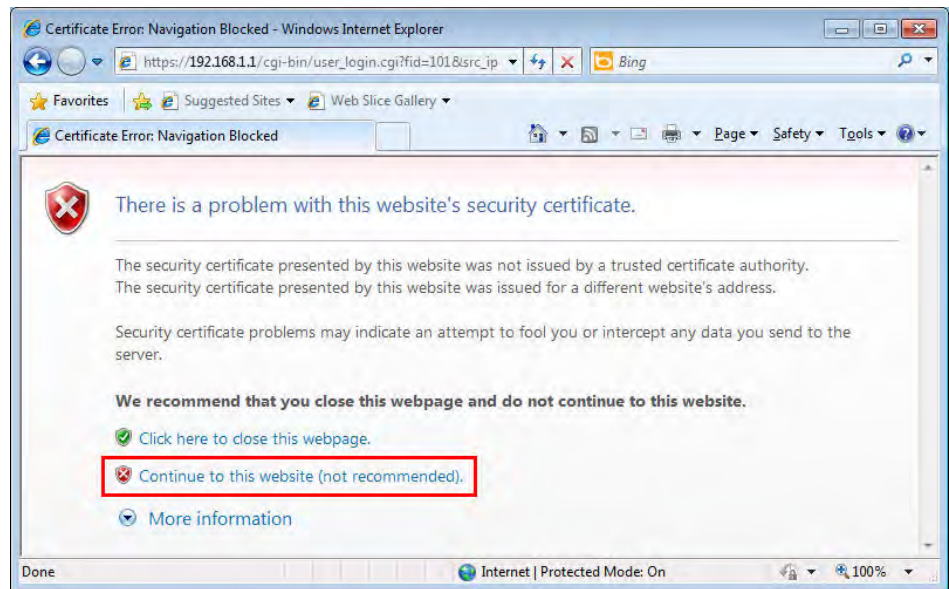 Certificate Error: Navigation Blocked - Windows Internet Explorer
https://192.168.1.1/cgi-bin/user_login.cgi?fid=101&src_ip
Bing
Favorites Suggested Sites Web Slice Gallery
Certificate Error: Navigation Blocked Page Safety Tools
There is a problem with this website's security certificate.
The security certificate presented by this website was not issued by a trusted certificate authority.
The security certificate presented by this website was issued for a different website's address.
Security certificate problems may indicate an attempt to fool you or intercept any data you send to the
server.
We recommend that you close this webpage and do not continue to this website.
Click here to close this webpage.
Continue to this website (not recommended).
More information
Done Internet | Protected Mode: On 100%